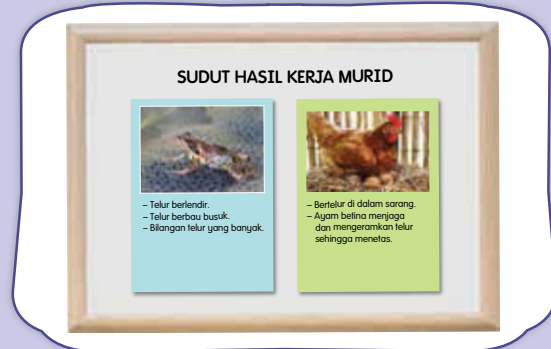 SUDUT HASIL KERJA MURID
– Telur berlendir.
– Telur berbau busuk.
– Bilangan telur yang banyak.
– Bertelur di dalam sarang.
– Ayam betina menjaga
dan mengeramkan telur
sehingga menetas.